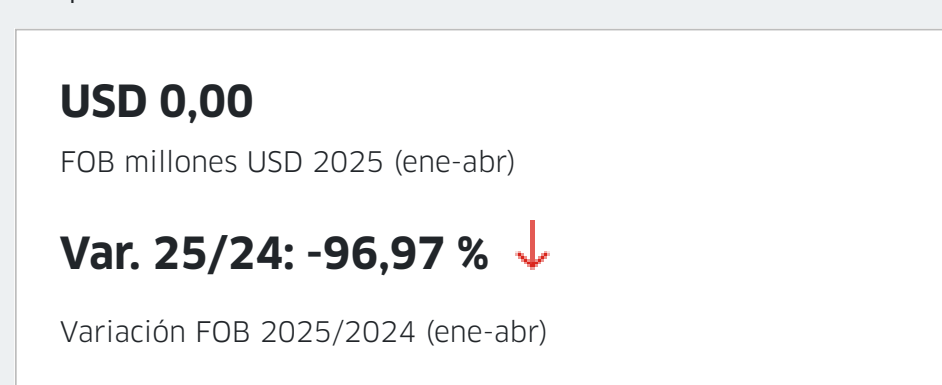 USD 0,00
FOB millones USD 2025 (ene-abr)
Var. 25/24: -96,97 %
Variación FOB 2025/2024 (ene-abr)